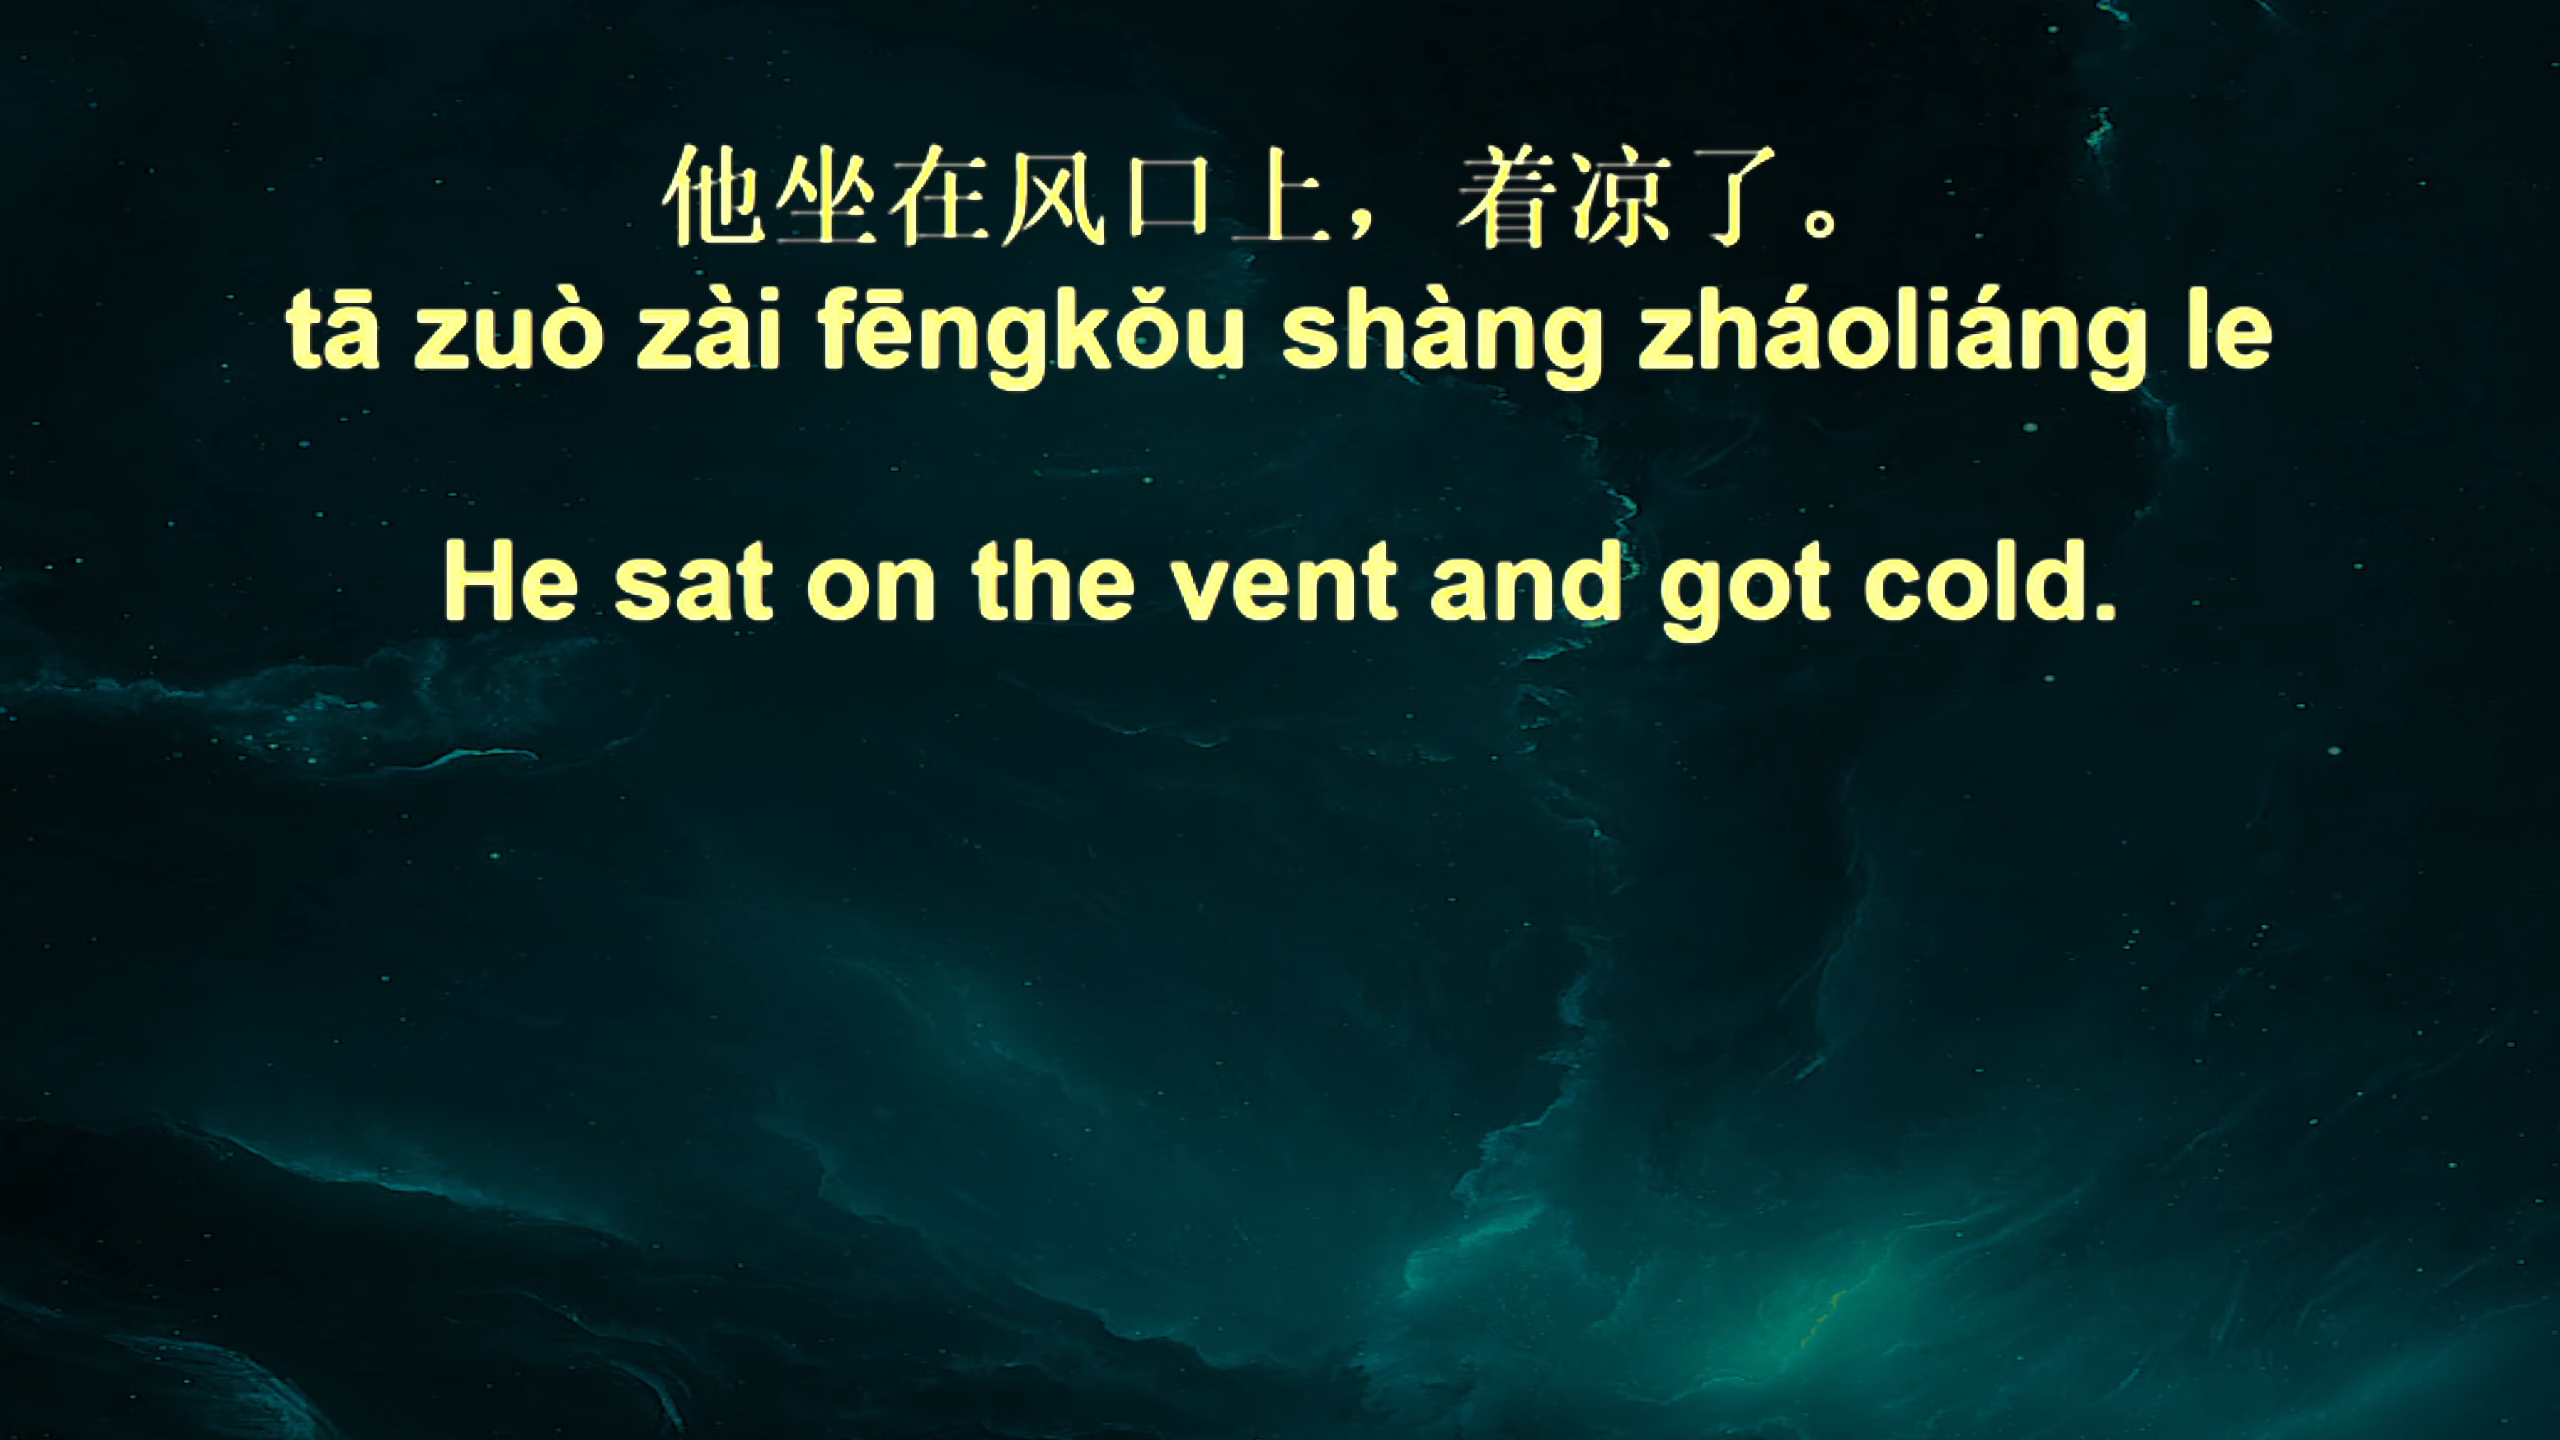 他坐在风口上，着凉了。
tā zuò zài fēngkǒu shàng zháoliáng le
He sat on the vent and got cold.